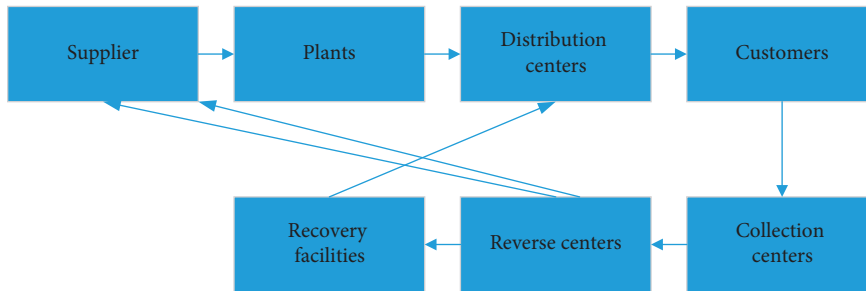 Supplier
Plants
Distribution
centers
Customers
Recovery
facilities
Reverse centers
Collection
centers